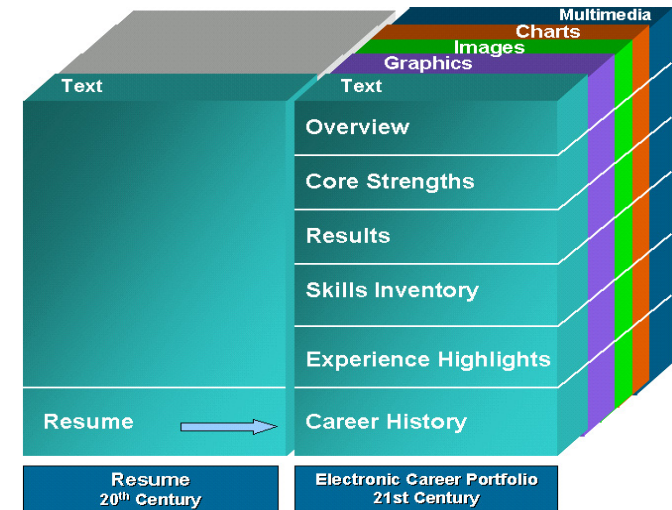 Multimedia
Charts
Images
Graphics
Text
Text
Overview
Core Strengths
Results
Skills Inventory
Experience Highlights
Resume
Career History
Resume
20th Century
Electronic Career Portfolio
21st Century